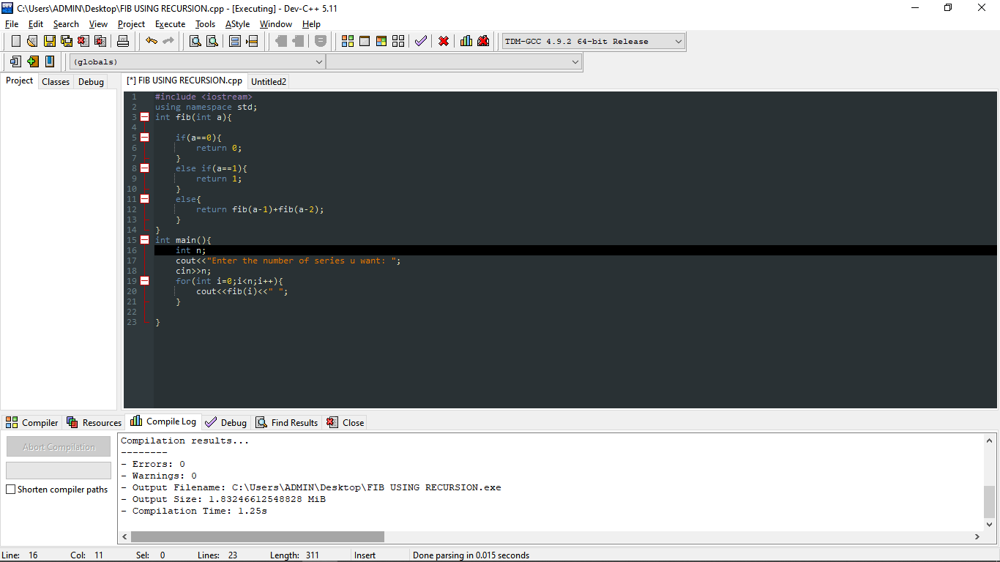 C:\Users\ADMIN\Desktop\FIB USING RECURSION.cpp - [Executing] - Dev-C++ 5.11
File Edit Search View Project Execute Tools AStyle Window Help
TDM-GCC 4.9.2 64-bit Release
(globals)
Project Classes Debug
[*] FIB USING RECURSION.cpp Untitled2
1 #include <iostream>
2 using namespace std;
3 int fib(int a){
4
5 if(a==0){
6 return 0;
7 }
8 else if(a==1){
9 return 1;
10 }
11 else{
12 return fib(a-1)+fib(a-2);
13 }
14 }
15 int main(){
16 int n;
17 cout<<"Enter the number of series u want: ";
18 cin>>n;
19 for(int i=0;i<n;i++){
20 cout<<fib(i)<<" ";
21 }
22
23 }
Compiler Resources Compile Log Debug Find Results Close
Abort Compilation
Shorten compiler paths
Compilation results...
--------
- Errors: 0
- Warnings: 0
- Output Filename: C:\Users\ADMIN\Desktop\FIB USING RECURSION.exe
- Output Size: 1.83246612548828 MiB
- Compilation Time: 1.25s
Line: 16 Col: 11 Sel: 0 Lines: 23 Length: 311 Insert Done parsing in 0.015 seconds